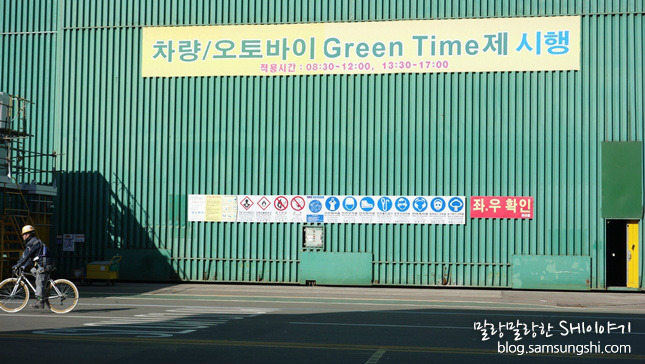 차량/오토바이 Green Time제 시행
적용시간 : 08:30~12:00, 13:30~17:00
좌.우 확인
말랑말랑한 SHI이야기
blog.samsungshi.com